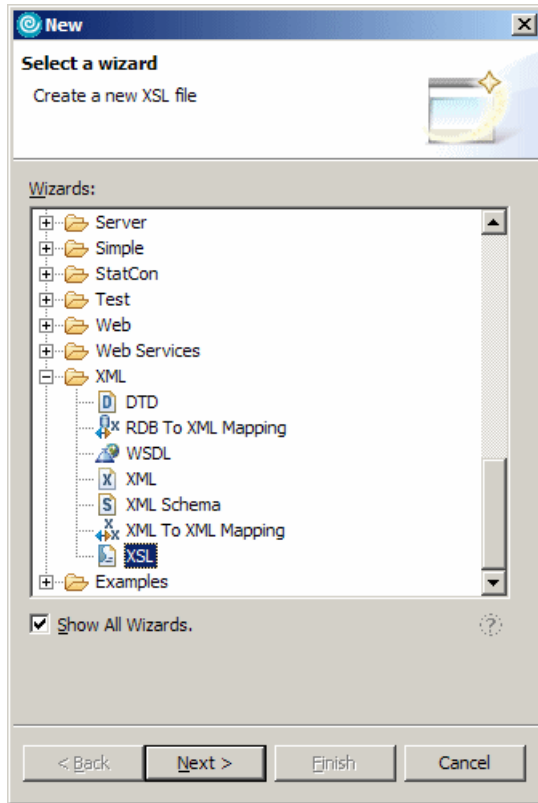 New
Select a wizard
Create a new XSL file
Wizards:
Server
Simple
StatCon
Test
Web
Web Services
XML
DTD
RDB To XML Mapping
WSDL
XML
XML Schema
XML To XML Mapping
XSL
Examples
Show All Wizards.
< Back Next > Finish Cancel